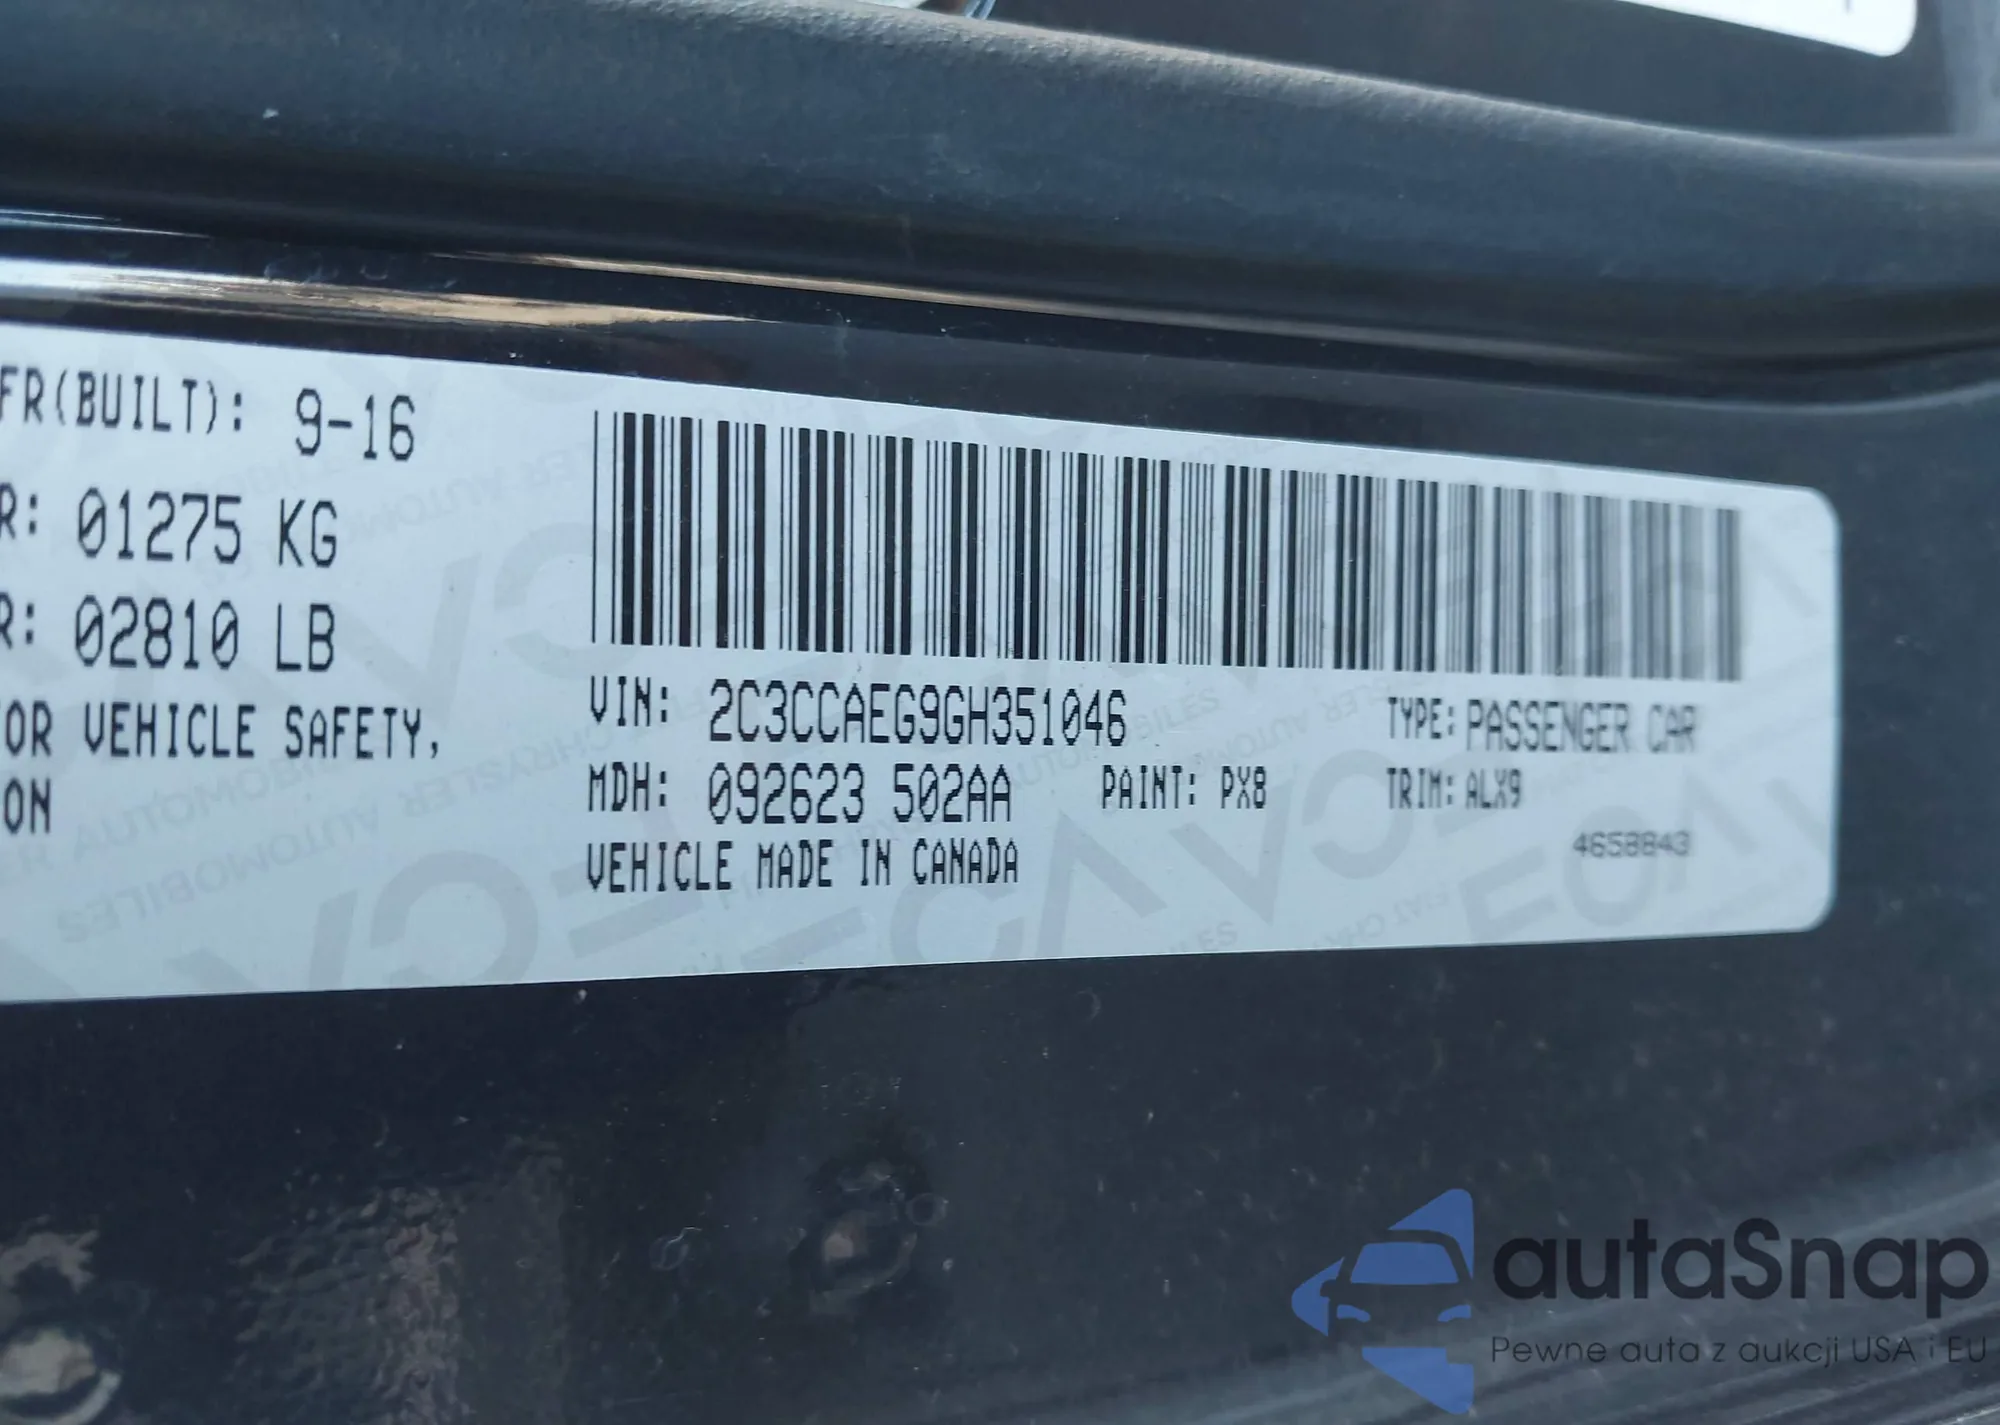 FR(BUILT): 9-16
R: 01275 KG
R: 02810 LB
OR VEHICLE SAFETY,
ON
VIN: 2C3CCAEG9GH351046 TYPE: PASSENGER CAR
MDH: 092623 502AA PAINT: PX8 TRIM: ALX9
VEHICLE MADE IN CANADA
4658843
autaSnap
Pewne auta z aukcji USA i EU